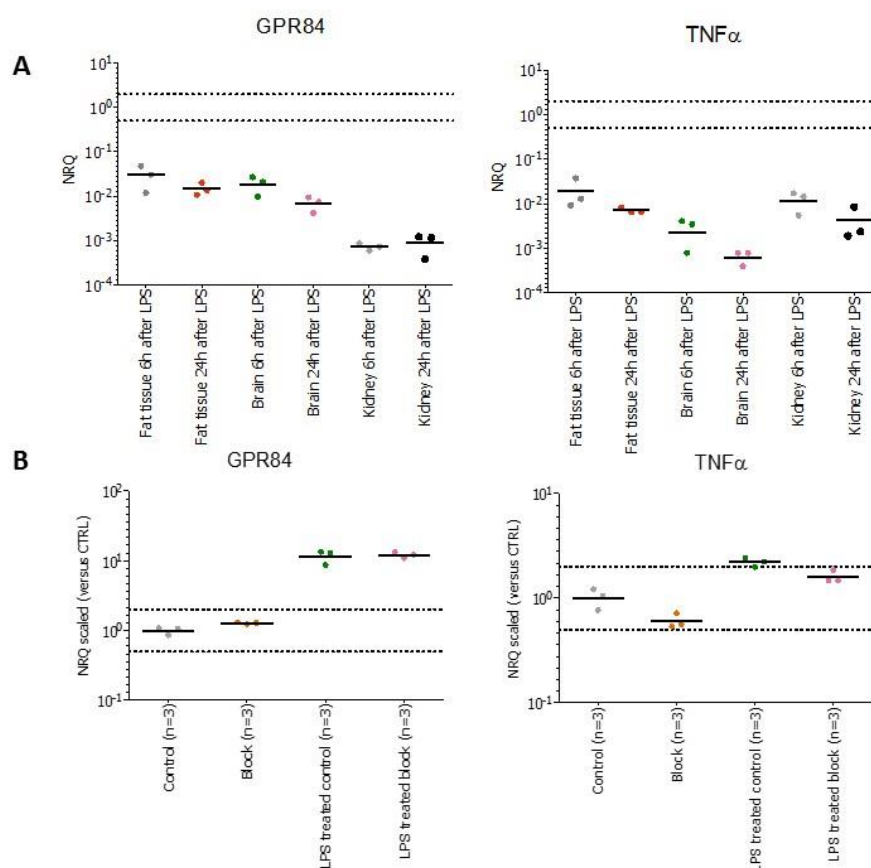 GPR84
TNFα
A
10¹
10⁰
10⁻¹
10⁻²
10⁻³
10⁻⁴
NRQ
Fat tissue 6h after LPS
Fat tissue 24h after LPS
Brain 6h after LPS
Brain 24h after LPS
Kidney 6h after LPS
Kidney 24h after LPS
10¹
10⁰
10⁻¹
10⁻²
10⁻³
10⁻⁴
NRQ
Fat tissue 6h after LPS
Fat tissue 24h after LPS
Brain 6h after LPS
Brain 24h after LPS
Kidney 6h after LPS
Kidney 24h after LPS
B
GPR84
TNFα
10²
10¹
10⁰
10⁻¹
NRQ scaled (versus CTRL)
Control (n=3)
Block (n=3)
LPS treated control (n=3)
LPS treated block (n=3)
10¹
10⁰
10⁻¹
NRQ scaled (versus CTRL)
Control (n=3)
Block (n=3)
LPS treated control (n=3)
LPS treated block (n=3)